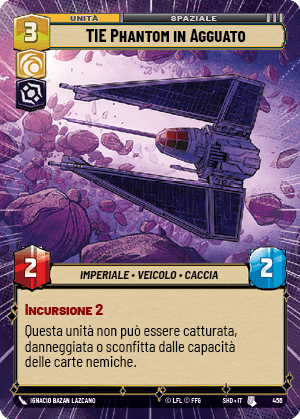 3
UNITÀ
SPAZIALE
TIE Phantom in Agguato
2
IMPERIALE • VEICOLO • CACCIA
2
Incursione 2
Questa unità non può essere catturata,
danneggiata o sconfitta dalle capacità
delle carte nemiche.
IGNACIO BAZAN LAZCANO
© LFL © FFG
SHD • IT
456